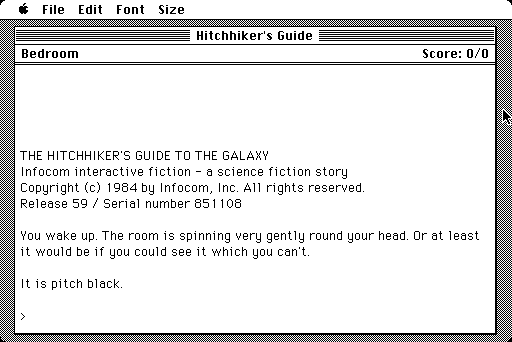 File Edit Font Size
Hitchhiker's Guide
Bedroom Score: 0/0
THE HITCHHIKER'S GUIDE TO THE GALAXY
Infocom interactive fiction - a science fiction story
Copyright (c) 1984 by Infocom, Inc. All rights reserved.
Release 59 / Serial number 851108
You wake up. The room is spinning very gently round your head. Or at least
it would be if you could see it which you can't.
It is pitch black.
>